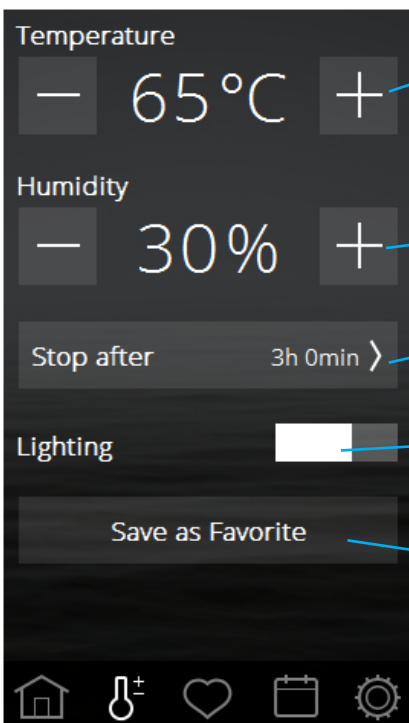 Temperature
65°C
Humidity
30%
Stop after 3h 0min
Lighting
Save as Favorite